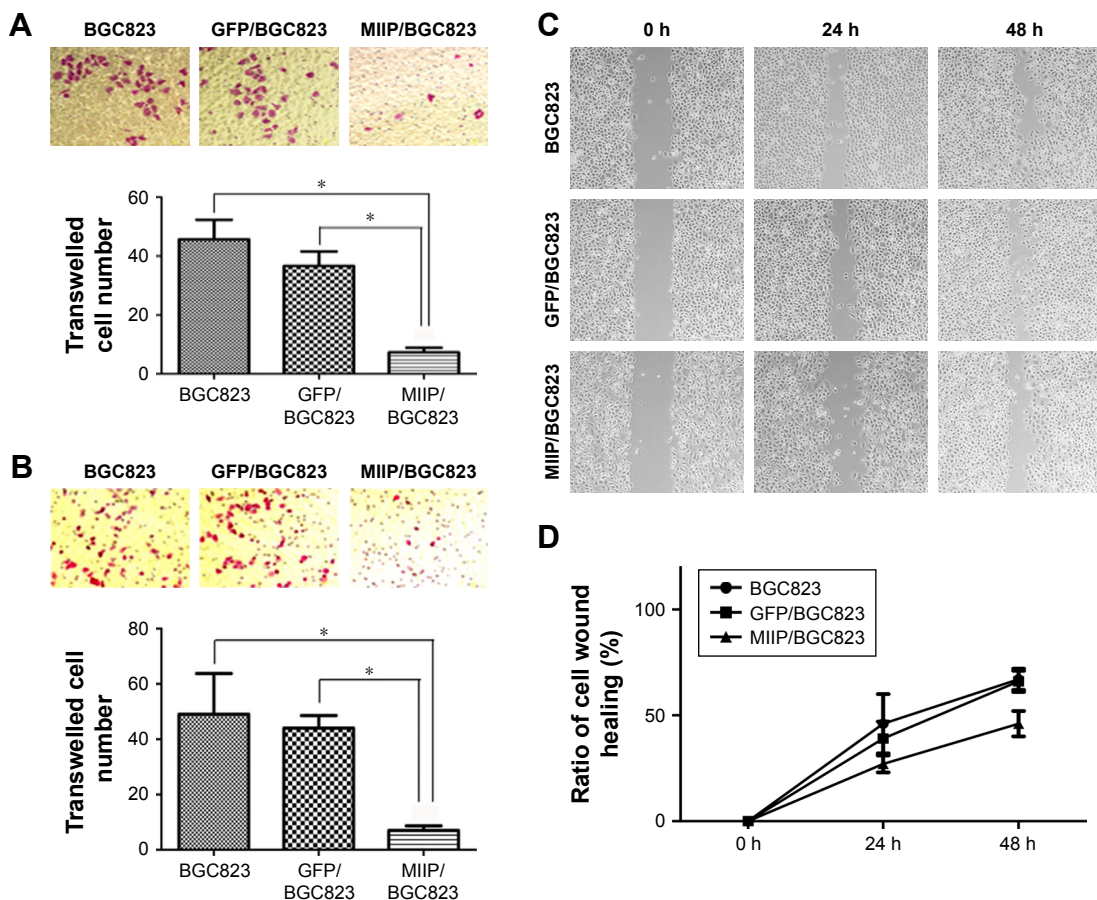 A
BGC823 GFP/BGC823 MIIP/BGC823
Transwelled
cell number
60
40
20
0
*
*
BGC823 GFP/ MIIP/
BGC823 BGC823
B
BGC823 GFP/BGC823 MIIP/BGC823
Transwelled cell
number
80
60
40
20
0
*
*
BGC823 GFP/ MIIP/
BGC823 BGC823
C
0 h 24 h 48 h
BGC823
GFP/BGC823
MIIP/BGC823
D
Ratio of cell wound
healing (%)
100
50
0
BGC823
GFP/BGC823
MIIP/BGC823
0 h 24 h 48 h